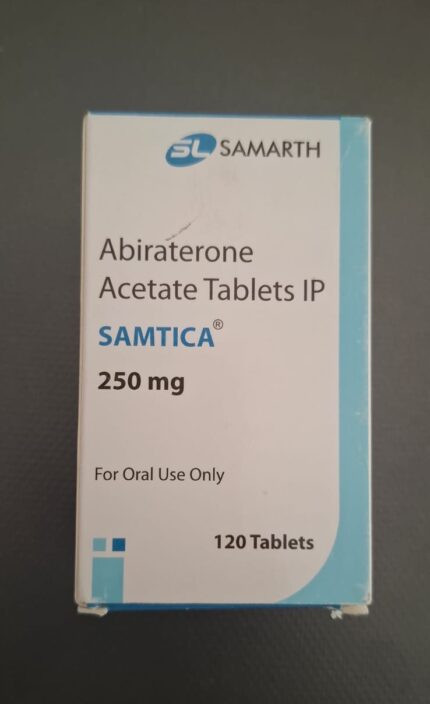 SL SAMARTH
Abiraterone
Acetate Tablets IP
SAMTICA®
250 mg
For Oral Use Only
120 Tablets